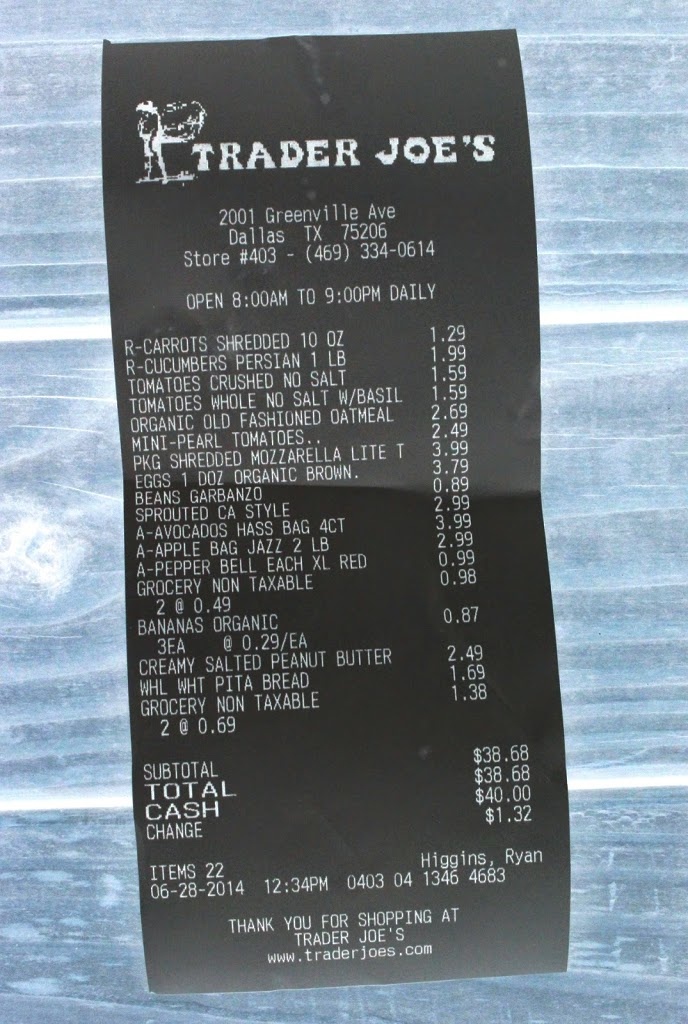 TRADER JOE'S
2001 Greenville Ave
Dallas TX 75206
Store #403 - (469) 334-0614
OPEN 8:00AM TO 9:00PM DAILY
R-CARROTS SHREDDED 10 OZ 1.29
R-CUCUMBERS PERSIAN 1 LB 1.99
TOMATOES CRUSHED NO SALT 1.59
TOMATOES WHOLE NO SALT W/BASIL 1.59
ORGANIC OLD FASHIONED OATMEAL 2.69
MINI-PEARL TOMATOES.. 2.49
PKG SHREDDED MOZZARELLA LITE T 3.99
EGGS 1 DOZ ORGANIC BROWN. 3.79
BEANS GARBANZO 0.89
SPROUTED CA STYLE 2.99
A-AVOCADOS HASS BAG 4CT 3.99
A-APPLE BAG JAZZ 2 LB 2.99
A-PEPPER BELL EACH XL RED 0.99
GROCERY NON TAXABLE 0.98
2 @ 0.49
BANANAS ORGANIC 0.87
3EA @ 0.29/EA
CREAMY SALTED PEANUT BUTTER 2.49
WHL WHT PITA BREAD 1.69
GROCERY NON TAXABLE 1.38
2 @ 0.69
SUBTOTAL $38.68
TOTAL $38.68
CASH $40.00
CHANGE $1.32
ITEMS 22 Higgins, Ryan
06-28-2014 12:34PM 0403 04 1346 4683
THANK YOU FOR SHOPPING AT
TRADER JOE'S
www.traderjoes.com